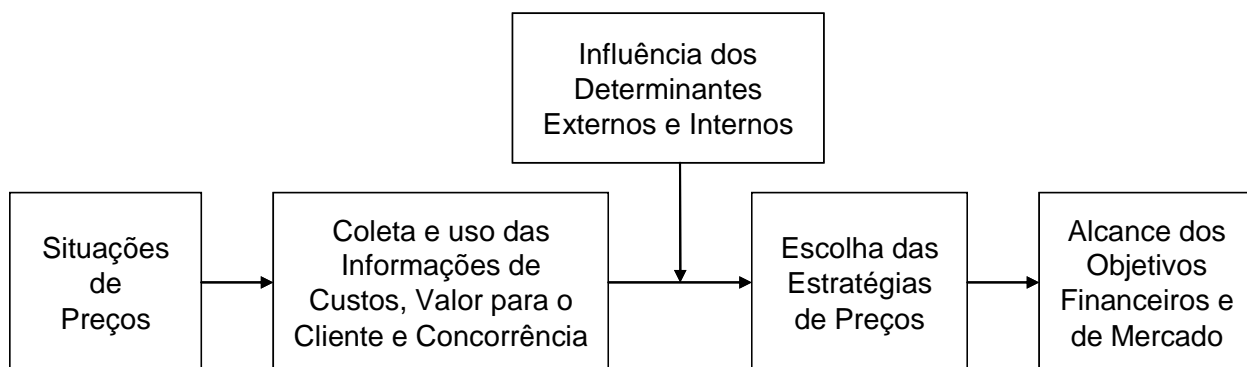 Influência dos
Determinantes
Externos e Internos
Situações
de
Preços
Coleta e uso das
Informações de
Custos, Valor para o
Cliente e Concorrência
Escolha das
Estratégias
de Preços
Alcance dos
Objetivos
Financeiros e
de Mercado